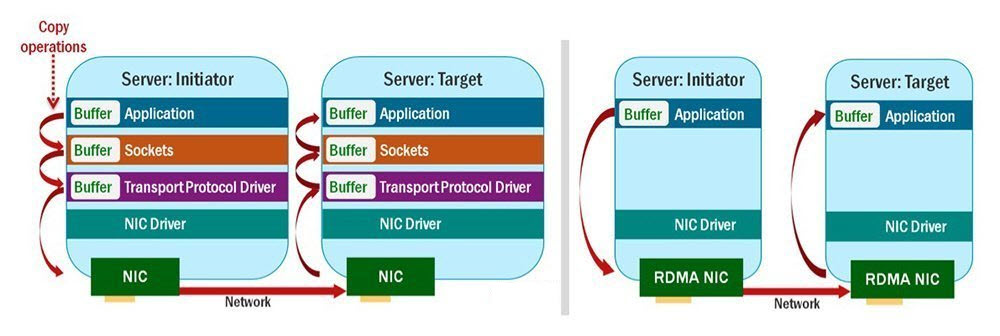 Copy
operations
Server: Initiator
Buffer Application
Buffer Sockets
Buffer Transport Protocol Driver
NIC Driver
NIC
Server: Target
Buffer Application
Buffer Sockets
Buffer Transport Protocol Driver
NIC Driver
NIC
Network
Server: Initiator
Buffer Application
NIC Driver
RDMA NIC
Server: Target
Buffer Application
NIC Driver
RDMA NIC
Network